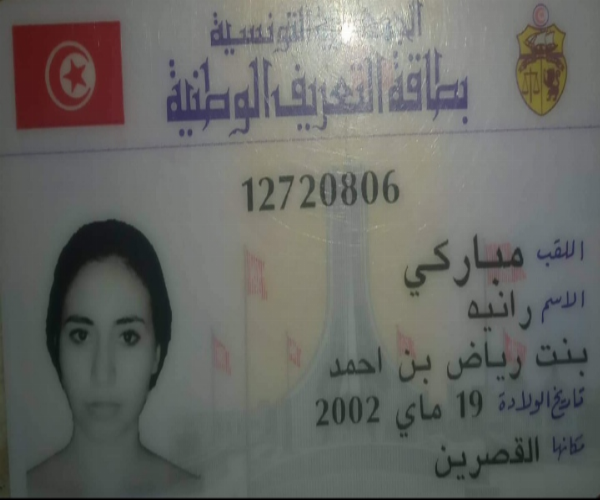 الجمهورية التونسية
بطاقة التعريف الوطنية
12720806
اللقب مباركي
الاسم رانيه
بنت رياض بن احمد
تاريخ الولادة 19 ماي 2002
مكانها القصرين